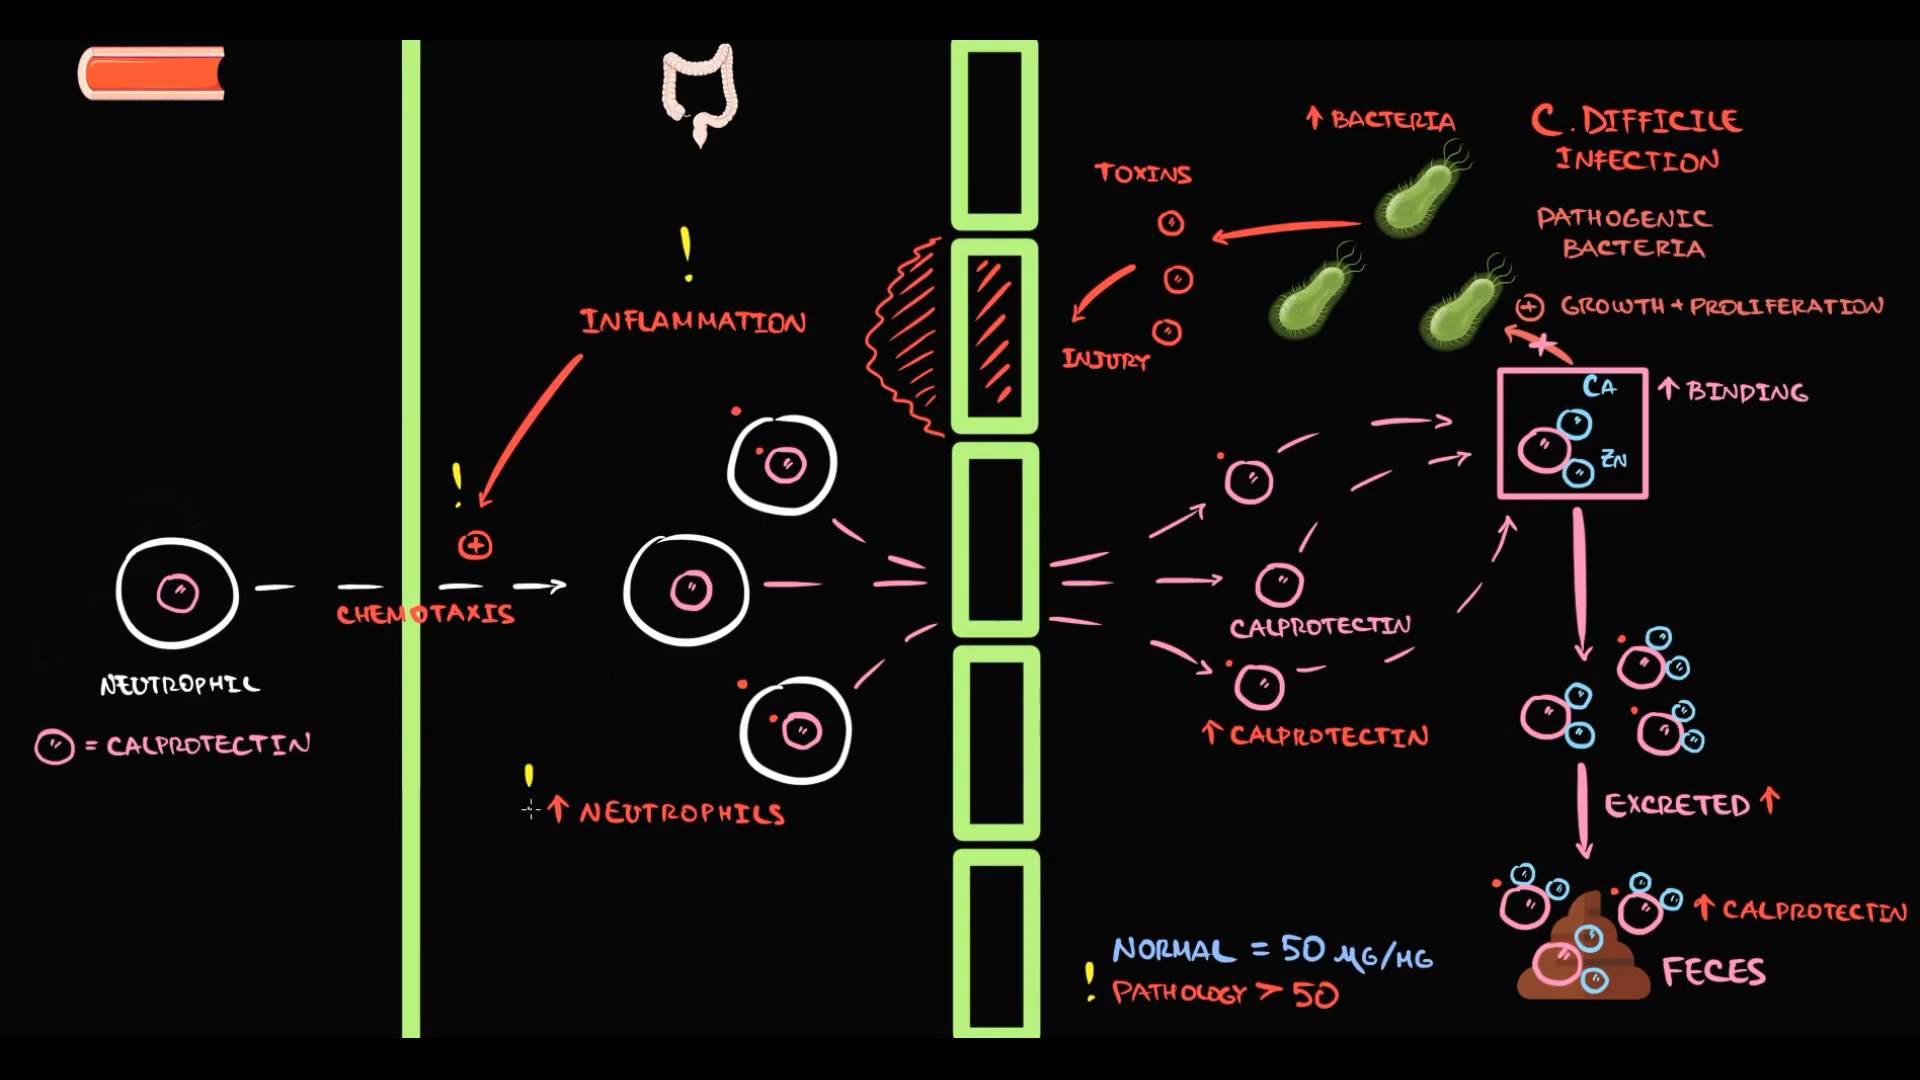 C. DIFFICILE
INFECTION
↑ BACTERIA
TOXINS
PATHOGENIC
BACTERIA
+ GROWTH + PROLIFERATION
!
INFLAMMATION
INJURY
CA
ZN
↑ BINDING
!
+
CHEMOTAXIS
NEUTROPHIL
= CALPROTECTIN
CALPROTECTIN
↑ CALPROTECTIN
!
↑ NEUTROPHILS
EXCRETED ↑
↑ CALPROTECTIN
FECES
! NORMAL = 50 µG/MG
PATHOLOGY > 50